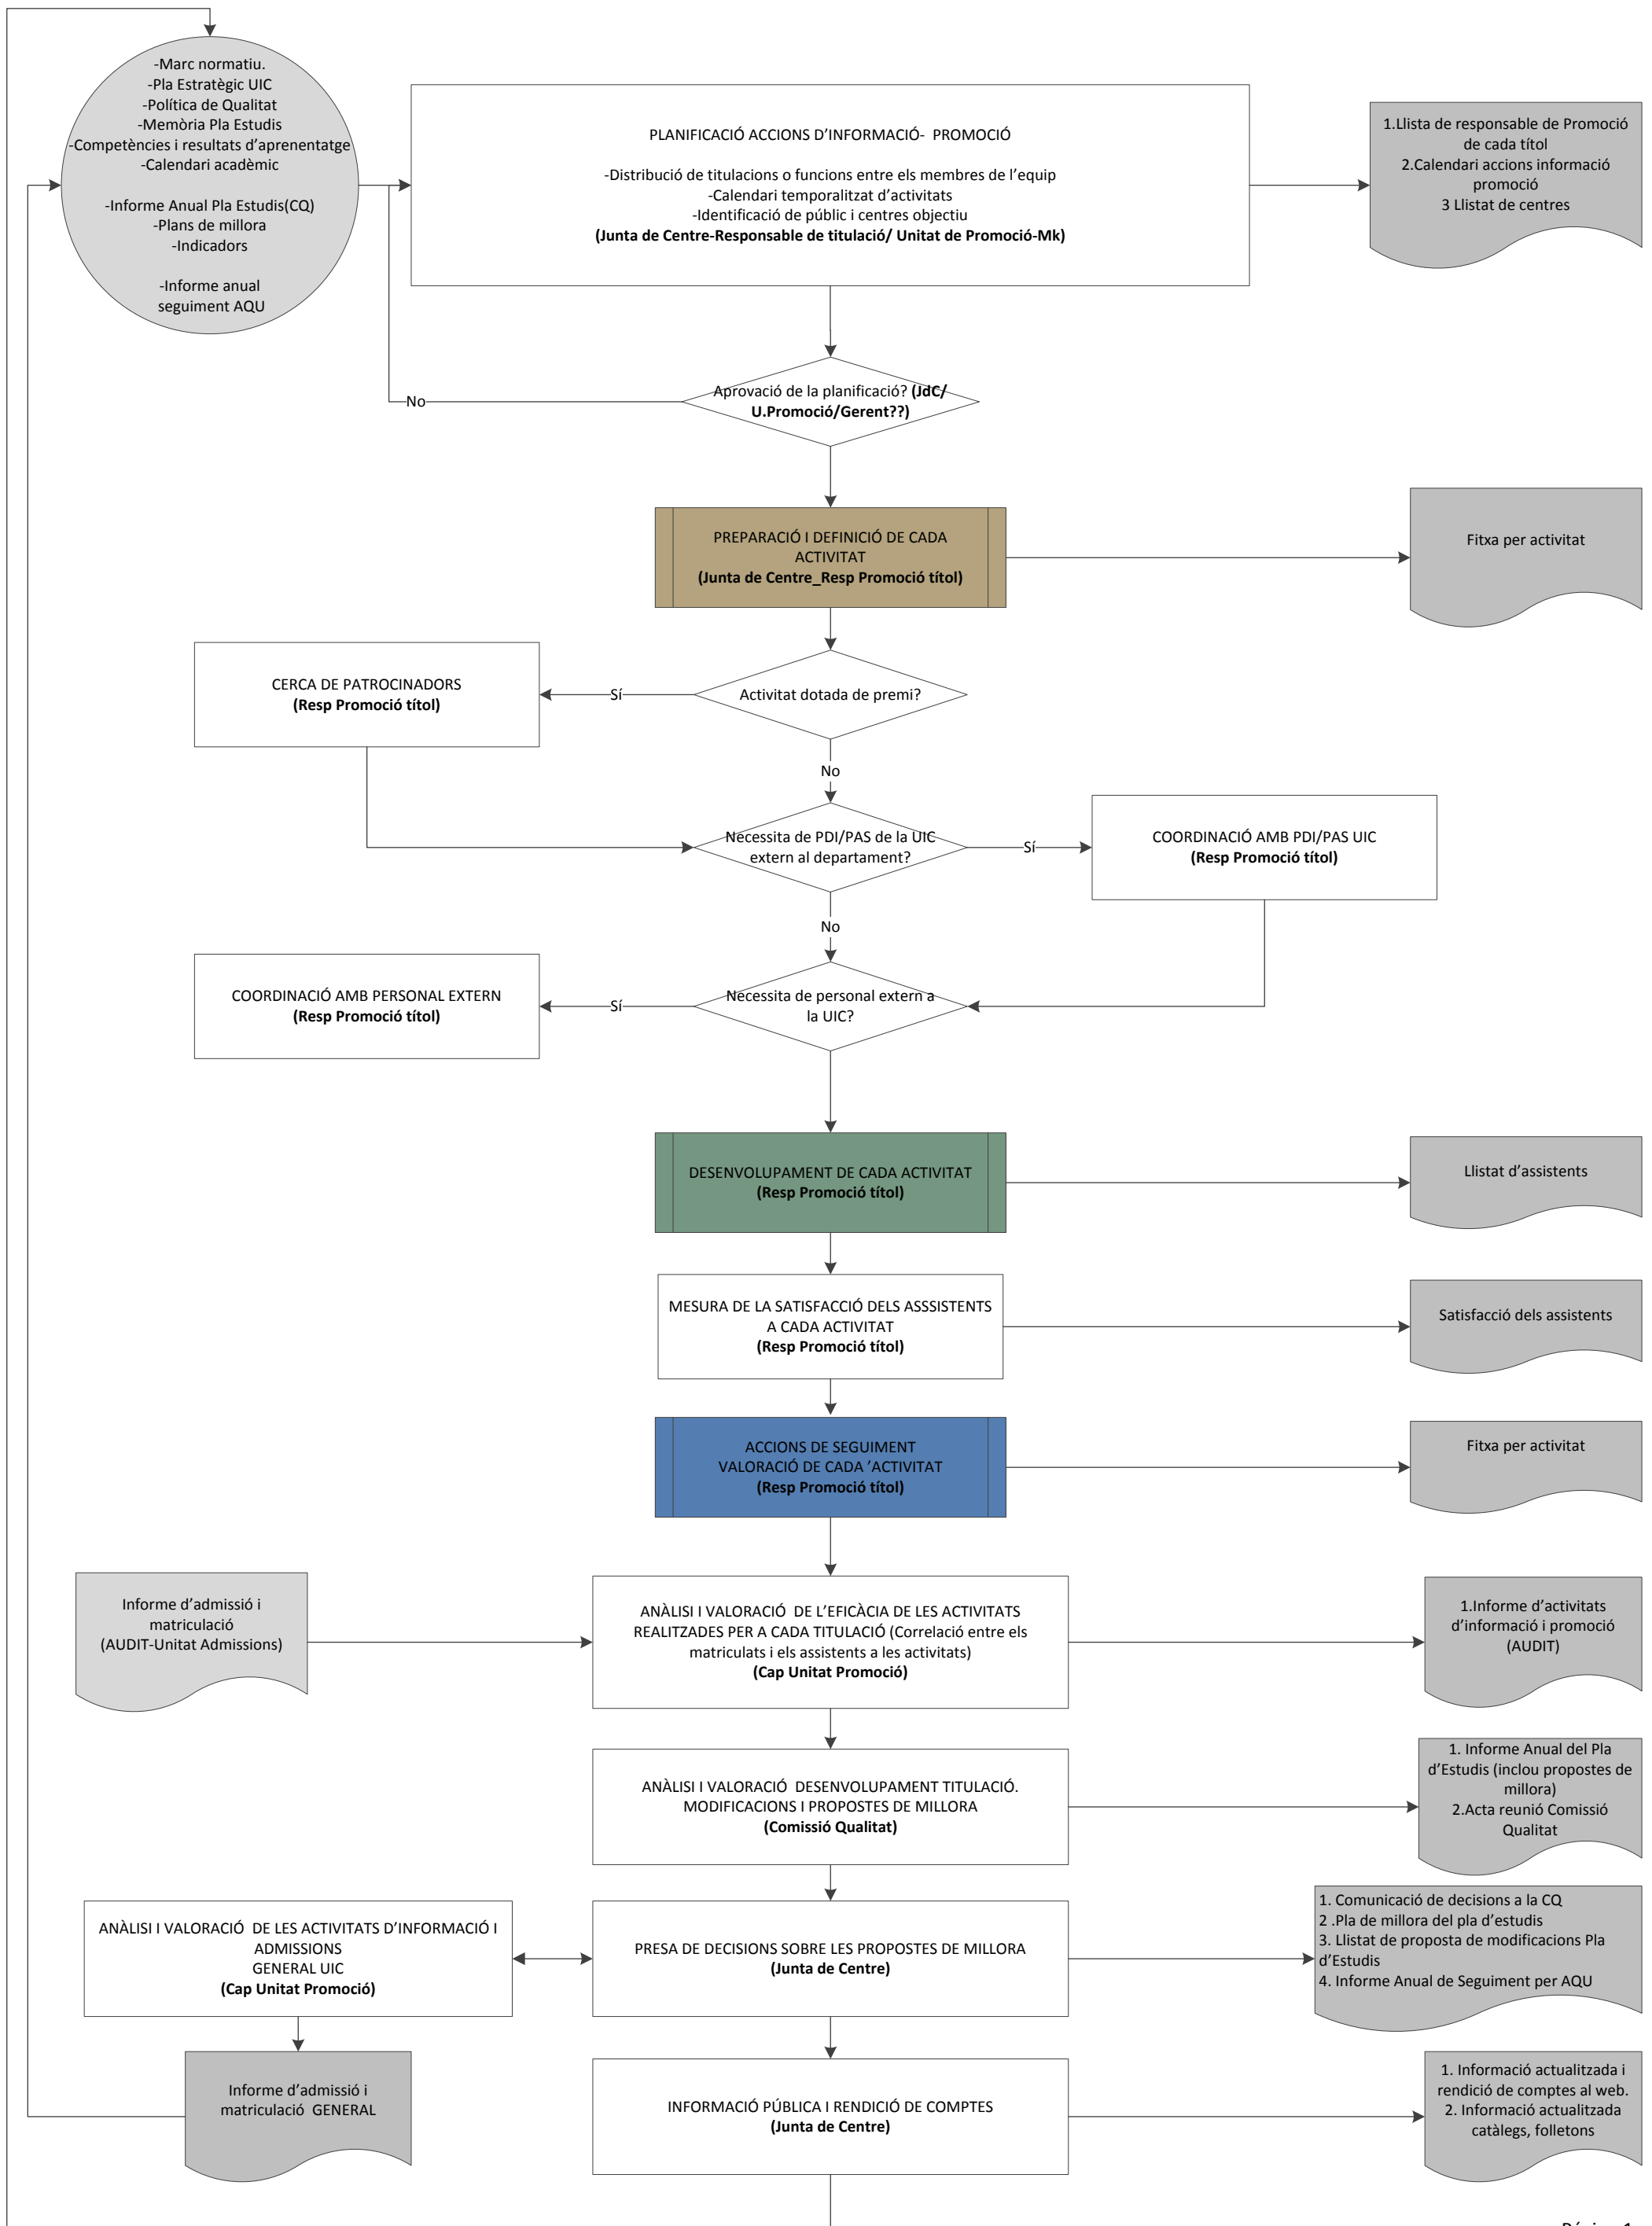 -Marc normatiu.
-Pla Estratègic UIC
-Política de Qualitat
-Memòria Pla Estudis
-Competències i resultats d'aprenentatge
-Calendari acadèmic
-Informe Anual Pla Estudis(CQ)
-Plans de millora
-Indicadors
-Informe anual
seguiment AQU
PLANIFICACIÓ ACCIONS D'INFORMACIÓ- PROMOCIÓ
-Distribució de titulacions o funcions entre els membres de l'equip
-Calendari temporalitzat d'activitats
-Identificació de públic i centres objectiu
(Junta de Centre-Responsable de titulació/ Unitat de Promoció-Mk)
1.Llista de responsable de Promoció
de cada títol
2.Calendari accions informació
promoció
3 Llistat de centres
Aprovació de la planificació? (JdC/
U.Promoció/Gerent??)
No
PREPARACIÓ I DEFINICIÓ DE CADA
ACTIVITAT
(Junta de Centre_Resp Promoció títol)
Fitxa per activitat
CERCA DE PATROCINADORS
(Resp Promoció títol)
Sí
Activitat dotada de premi?
No
Necessita de PDI/PAS de la UIC
extern al departament?
Sí
COORDINACIÓ AMB PDI/PAS UIC
(Resp Promoció títol)
No
COORDINACIÓ AMB PERSONAL EXTERN
(Resp Promoció títol)
Sí
Necessita de personal extern a
la UIC?
DESENVOLUPAMENT DE CADA ACTIVITAT
(Resp Promoció títol)
Llistat d'assistents
MESURA DE LA SATISFACCIÓ DELS ASSSISTENTS
A CADA ACTIVITAT
(Resp Promoció títol)
Satisfacció dels assistents
ACCIONS DE SEGUIMENT
VALORACIÓ DE CADA 'ACTIVITAT
(Resp Promoció títol)
Fitxa per activitat
Informe d'admissió i
matriculació
(AUDIT-Unitat Admissions)
ANÀLISI I VALORACIÓ  DE L'EFICÀCIA DE LES ACTIVITATS
REALITZADES PER A CADA TITULACIÓ (Correlació entre els
matriculats i els assistents a les activitats)
(Cap Unitat Promoció)
1.Informe d'activitats
d'informació i promoció
(AUDIT)
ANÀLISI I VALORACIÓ  DESENVOLUPAMENT TITULACIÓ.
MODIFICACIONS I PROPOSTES DE MILLORA
(Comissió Qualitat)
1. Informe Anual del Pla
d'Estudis (inclou propostes de
millora)
2.Acta reunió Comissió
Qualitat
ANÀLISI I VALORACIÓ  DE LES ACTIVITATS D'INFORMACIÓ I
ADMISSIONS
GENERAL UIC
(Cap Unitat Promoció)
PRESA DE DECISIONS SOBRE LES PROPOSTES DE MILLORA
(Junta de Centre)
1. Comunicació de decisions a la CQ
2 .Pla de millora del pla d'estudis
3. Llistat de proposta de modificacions Pla
d'Estudis
4. Informe Anual de Seguiment per AQU
Informe d'admissió i
matriculació  GENERAL
INFORMACIÓ PÚBLICA I RENDICIÓ DE COMPTES
(Junta de Centre)
1. Informació actualitzada i
rendició de comptes al web.
2. Informació actualitzada
catàlegs, folletons